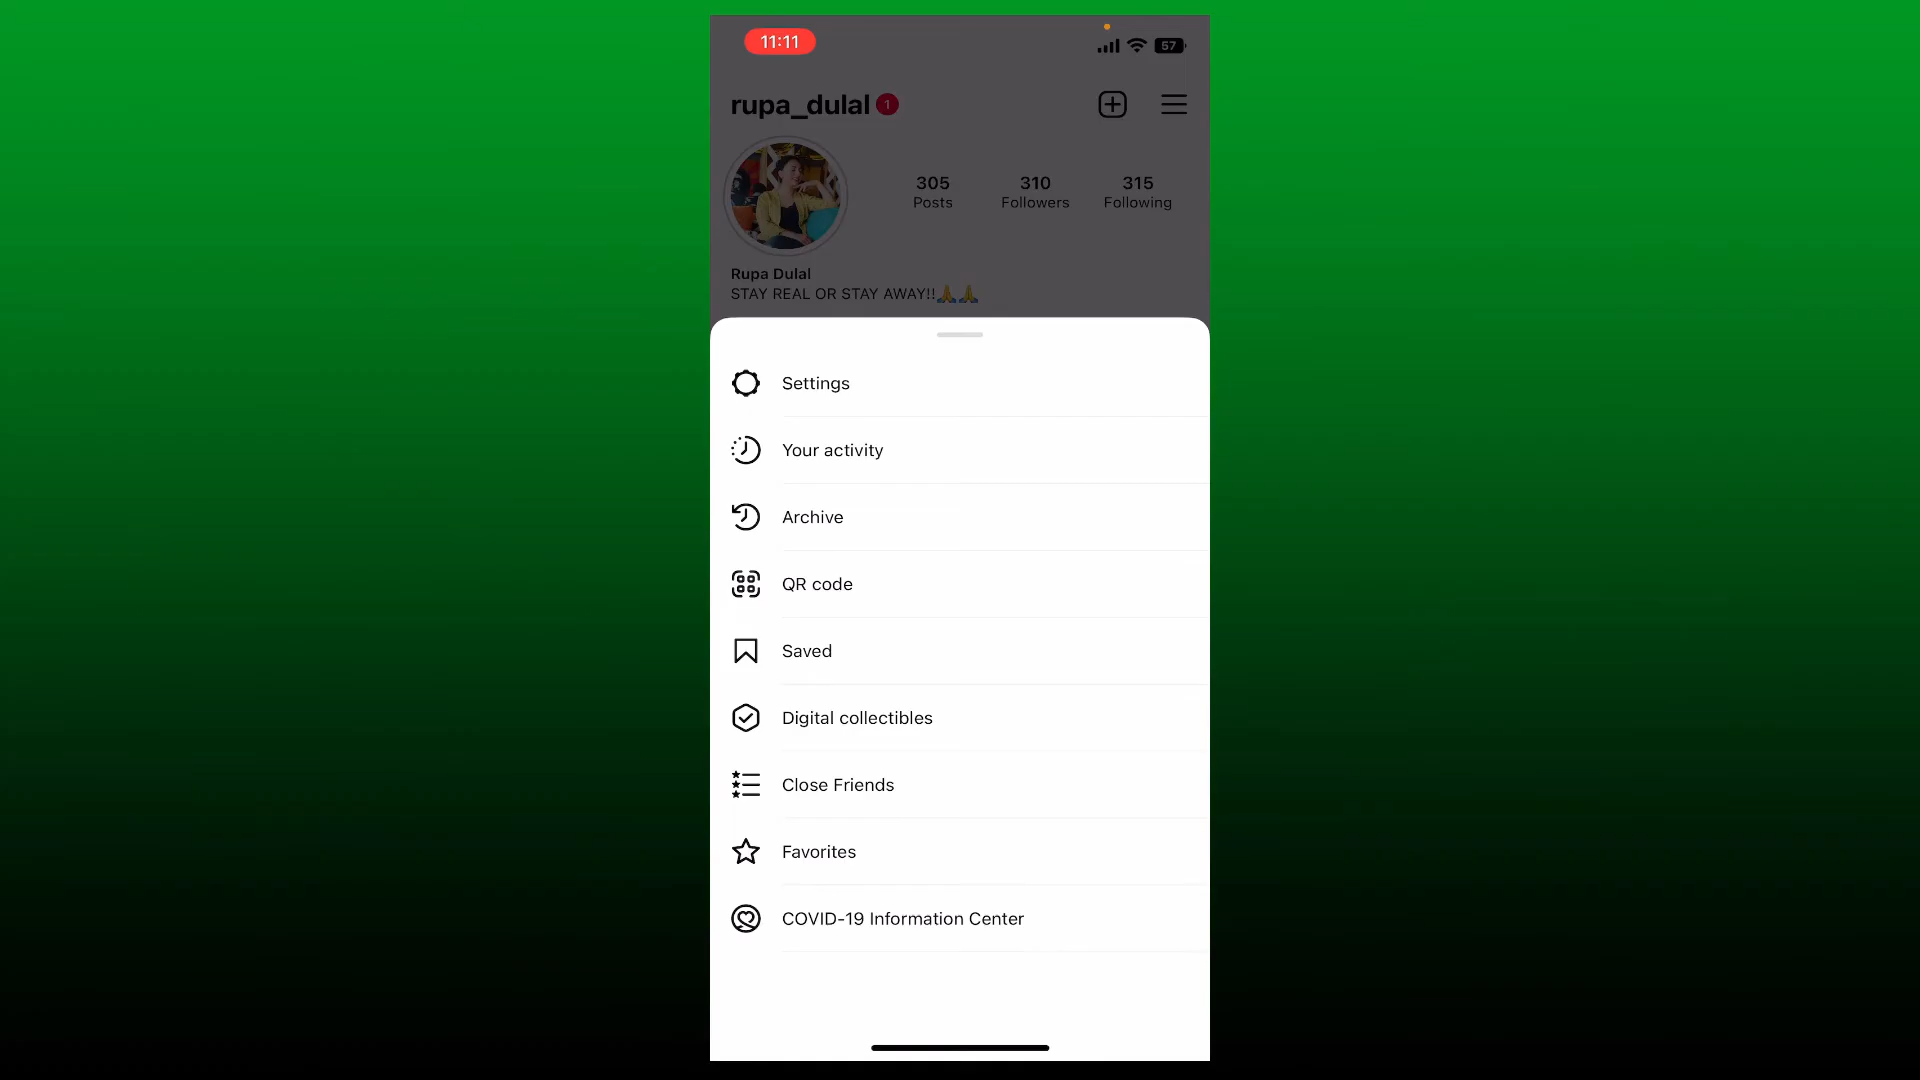 11:11
57
rupa_dulal 1
305
Posts
310
Followers
315
Following
Rupa Dulal
STAY REAL OR STAY AWAY!!🙏🙏
Settings
Your activity
Archive
QR code
Saved
Digital collectibles
Close Friends
Favorites
COVID-19 Information Center